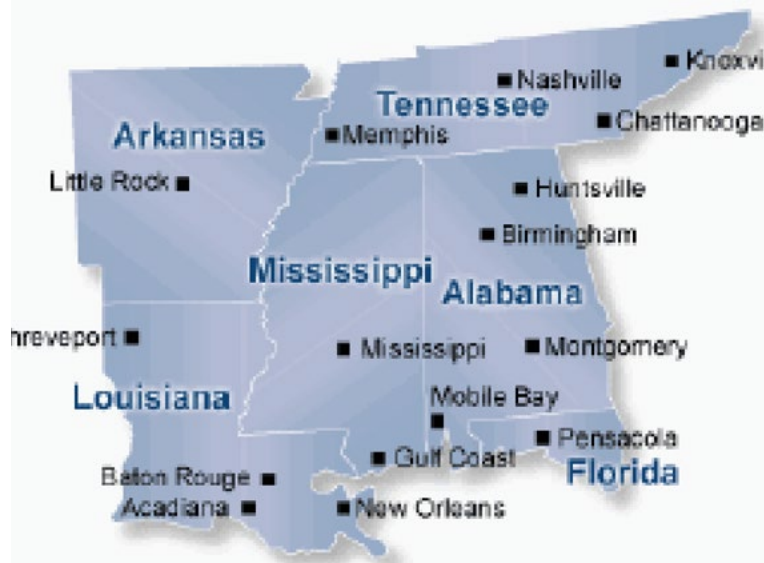 Knoxvi
Nashville
Tennessee
Chattanooga
Arkansas
Memphis
Little Rock
Huntsville
Birmingham
Mississippi
Alabama
hreveport
Mississippi
Montgomery
Louisiana
Mobile Bay
Pensacola
Gulf Coast
Florida
Baton Rouge
Acadiana
New Orleans